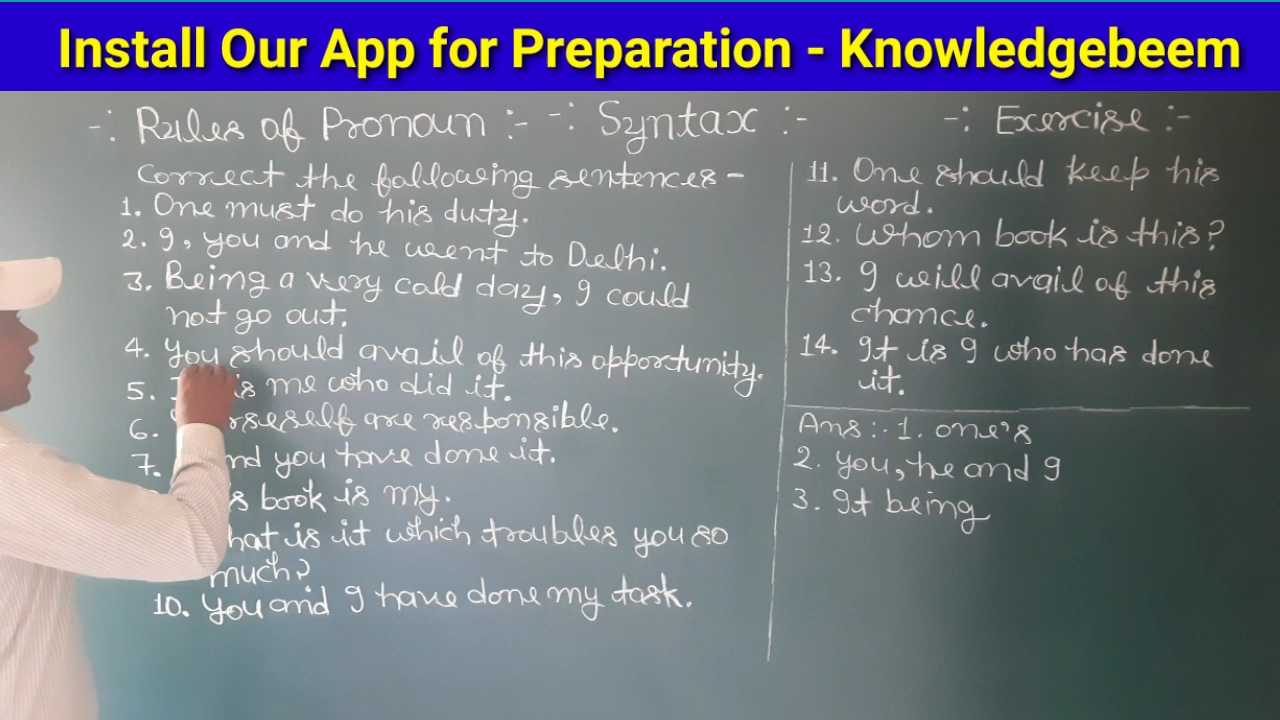 Install Our App for Preparation - Knowledgebeem
-: Rules of Pronoun :- -: Syntax :-
Correct the following sentences -
1. One must do his duty.
2. I, you and he went to Delhi.
3. Being a very cold day, I could
not go out.
4. You should avail of this opportunity.
5. is me who did it.
6. are responsible.
7. you have done it.
book is my.
is it which troubles you so
much?
10. You and I have done my task.
-: Exercise :-
11. One should keep his
word.
12. Whom book is this?
13. I will avail of this
chance.
14. It is I who has done
it.
Ans :- 1. one's
2. you, he and I
3. It being